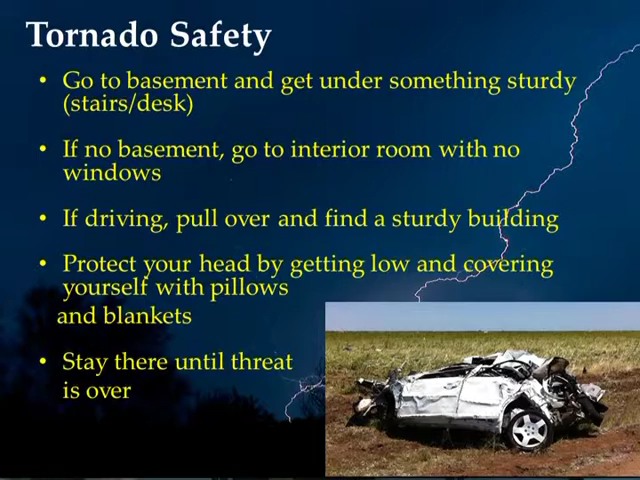 Tornado Safety
• Go to basement and get under something sturdy
(stairs/desk)
• If no basement, go to interior room with no
windows
• If driving, pull over and find a sturdy building
• Protect your head by getting low and covering
yourself with pillows
and blankets
• Stay there until threat
is over